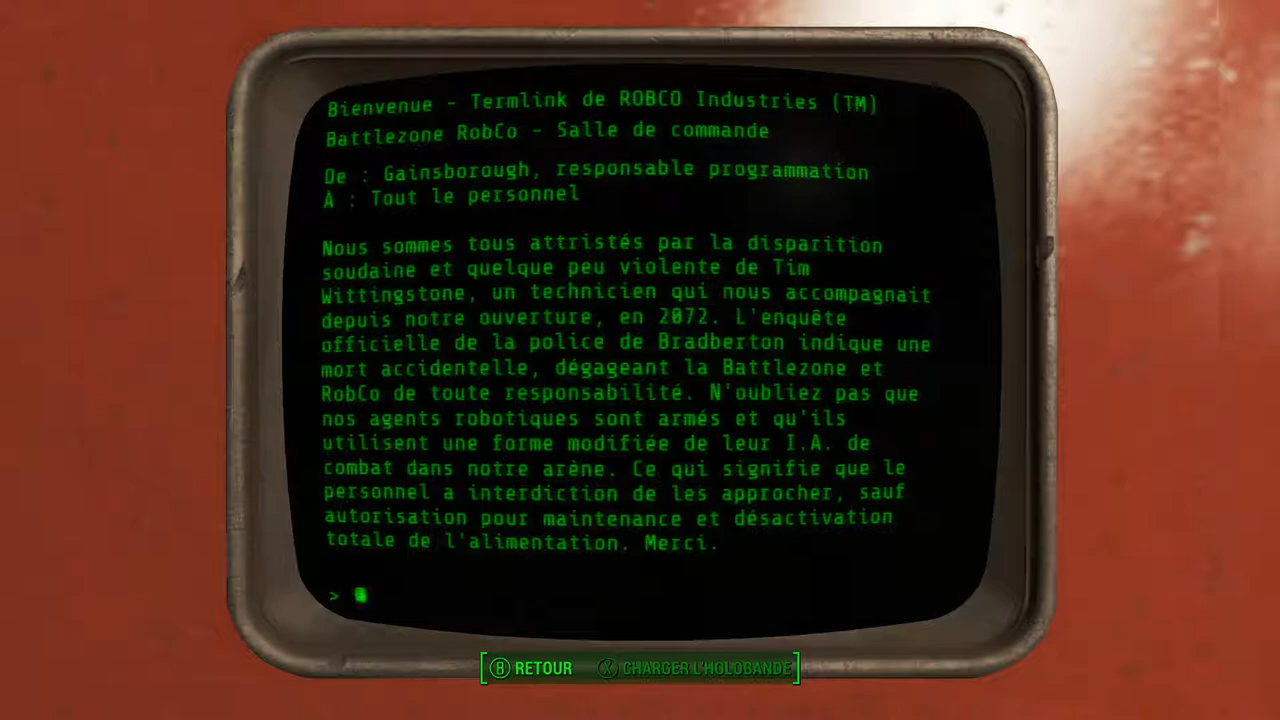 Bienvenue - Termlink de ROBCO Industries (TM)
Battlezone RobCo - Salle de commande
De : Gainsborough, responsable programmation
À : Tout le personnel
Nous sommes tous attristés par la disparition
soudaine et quelque peu violente de Tim
Wittingstone, un technicien qui nous accompagnait
depuis notre ouverture, en 2072. L'enquête
officielle de la police de Bradberton indique une
mort accidentelle, dégageant la Battlezone et
RobCo de toute responsabilité. N'oubliez pas que
nos agents robotiques sont armés et qu'ils
utilisent une forme modifiée de leur I.A. de
combat dans notre arène. Ce qui signifie que le
personnel a interdiction de les approcher, sauf
autorisation pour maintenance et désactivation
totale de l'alimentation. Merci.
>
B RETOUR X CHARGER L'HOLOBANDE